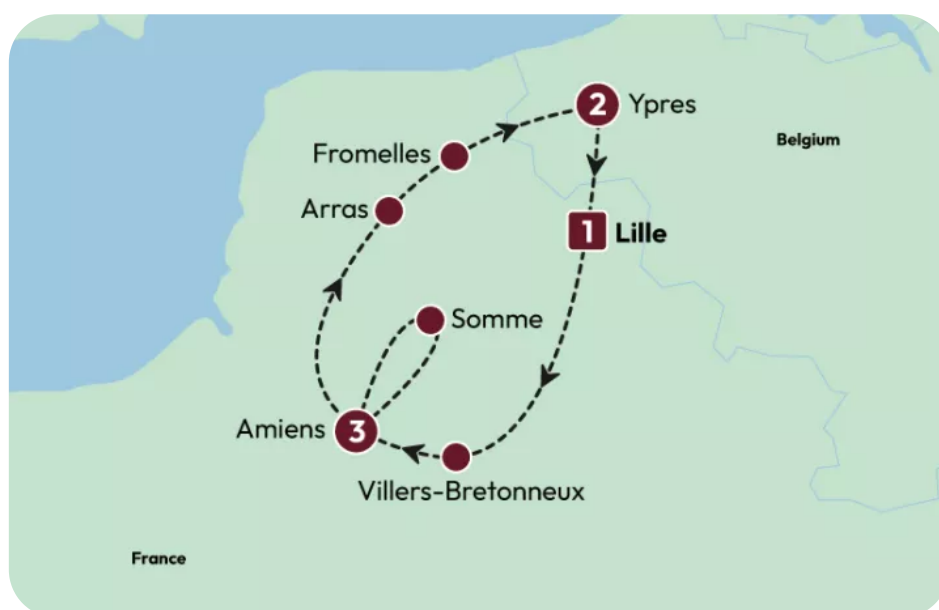 2 Ypres
Belgium
Fromelles
Arras
1 Lille
Somme
Amiens 3
Villers-Bretonneux
France